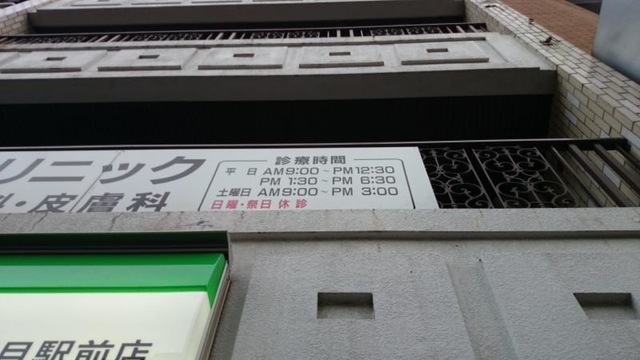 リニック
科・皮膚科
診療時間
平日 AM9:00~PM12:30
PM 1:30~PM 6:30
土曜日 AM9:00~PM 3:00
日曜・祭日 休診
目駅前店